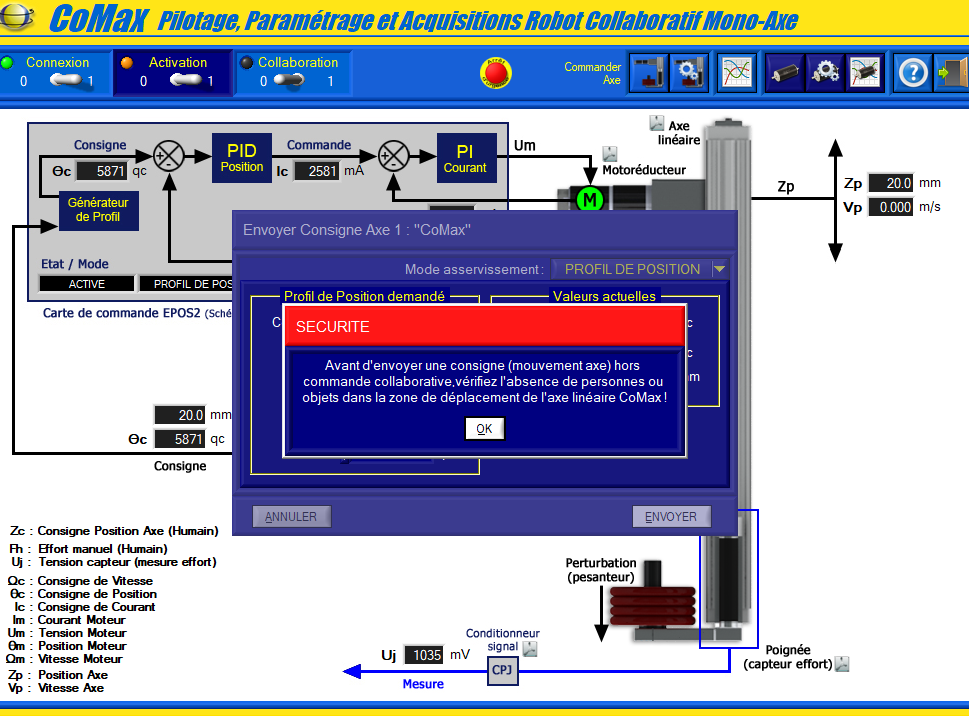 CoMax Pilotage, Paramétrage et Acquisitions Robot Collaboratif Mono-Axe
Connexion
0 1
Activation
0 1
Collaboration
0 1
Commander
Axe
Consigne
Θc 5871 qc
PID
Position
Commande
Ic 2581 mA
PI
Courant
Um
Générateur
de Profil
Etat / Mode
ACTIVE
PROFIL DE POS
Carte de commande EPOS2 (Sché
Axe
linéaire
Motoréducteur
M
Zp
Zp 20.0 mm
Vp 0.000 m/s
Envoyer Consigne Axe 1 : "CoMax"
Mode asservissement : PROFIL DE POSITION
Profil de Position demandé
Valeurs actuelles
C
c
c
m
SECURITE
Avant d'envoyer une consigne (mouvement axe) hors
commande collaborative,vérifiez l'absence de personnes ou
objets dans la zone de déplacement de l'axe linéaire CoMax !
OK
ANNULER
ENVOYER
20.0 mm
Θc 5871 qc
Consigne
Zc : Consigne Position Axe (Humain)
Fh : Effort manuel (Humain)
Uj : Tension capteur (mesure effort)
Ωc : Consigne de Vitesse
Θc : Consigne de Position
Ic : Consigne de Courant
Im : Courant Moteur
Um : Tension Moteur
Θm : Position Moteur
Ωm : Vitesse Moteur
Zp : Position Axe
Vp : Vitesse Axe
Perturbation
(pesanteur)
Conditionneur
signal
Uj 1035 mV
CPJ
Mesure
Poignée
(capteur effort)